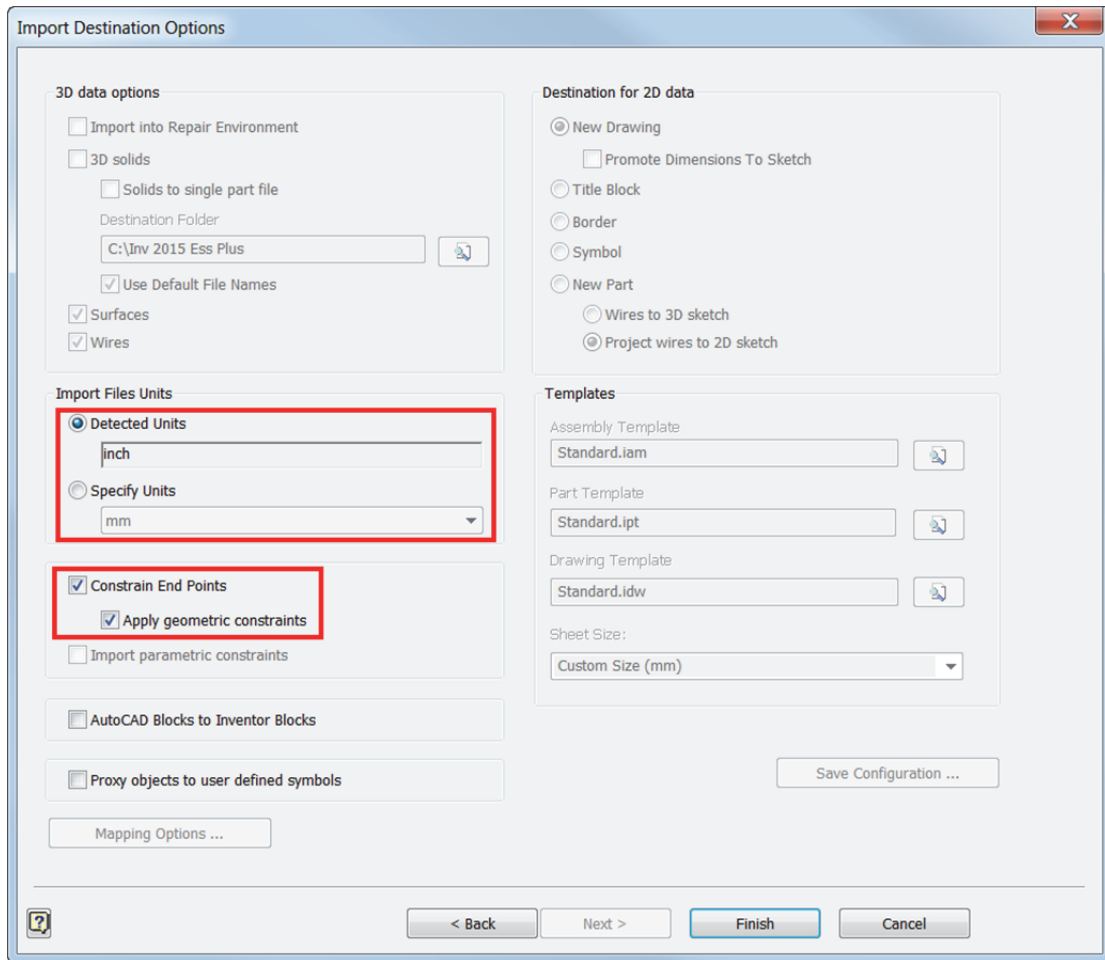 Import Destination Options
3D data options
Import into Repair Environment
3D solids
Solids to single part file
Destination Folder
C:\Inv 2015 Ess Plus
Use Default File Names
Surfaces
Wires
Destination for 2D data
New Drawing
Promote Dimensions To Sketch
Title Block
Border
Symbol
New Part
Wires to 3D sketch
Project wires to 2D sketch
Import Files Units
Detected Units
inch
Specify Units
mm
Constrain End Points
Apply geometric constraints
Import parametric constraints
AutoCAD Blocks to Inventor Blocks
Proxy objects to user defined symbols
Mapping Options ...
Templates
Assembly Template
Standard.iam
Part Template
Standard.ipt
Drawing Template
Standard.idw
Sheet Size:
Custom Size (mm)
Save Configuration ...
?
< Back
Next >
Finish
Cancel